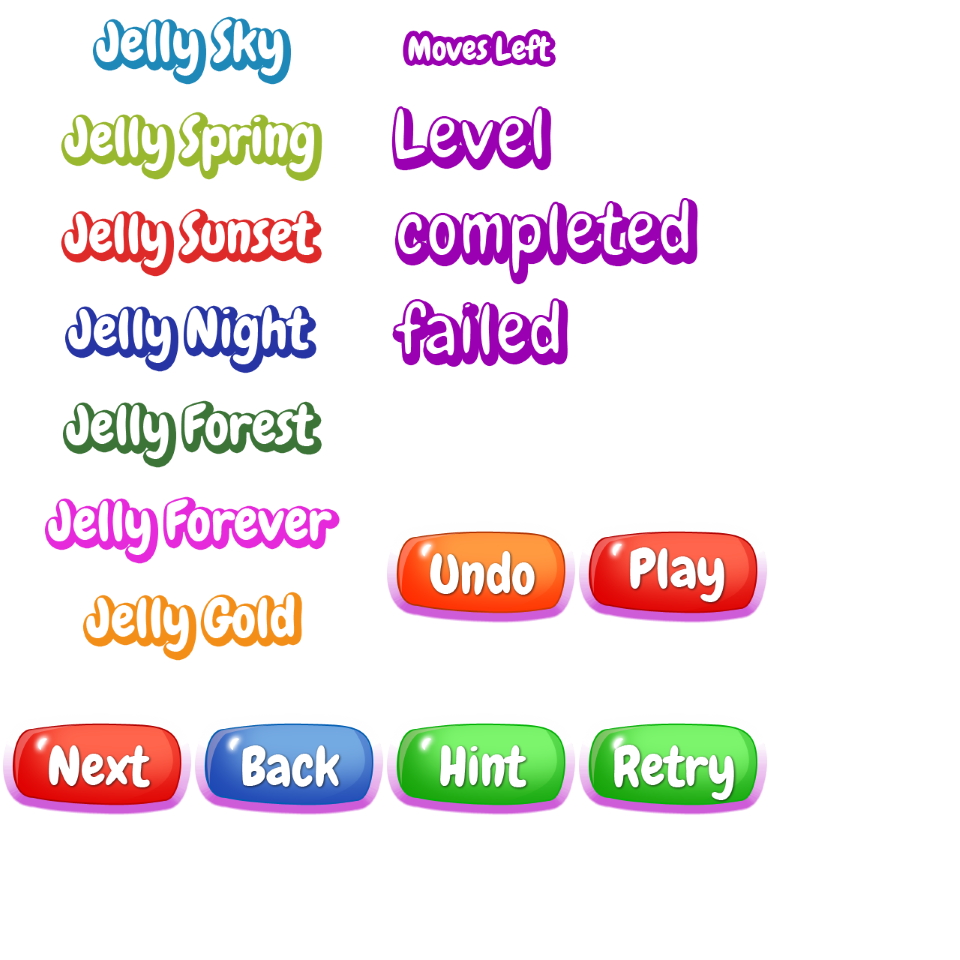 Jelly Sky
Moves Left
Jelly Spring
Level
Jelly Sunset
completed
Jelly Night
failed
Jelly Forest
Jelly Forever
Undo
Play
Jelly Gold
Next
Back
Hint
Retry